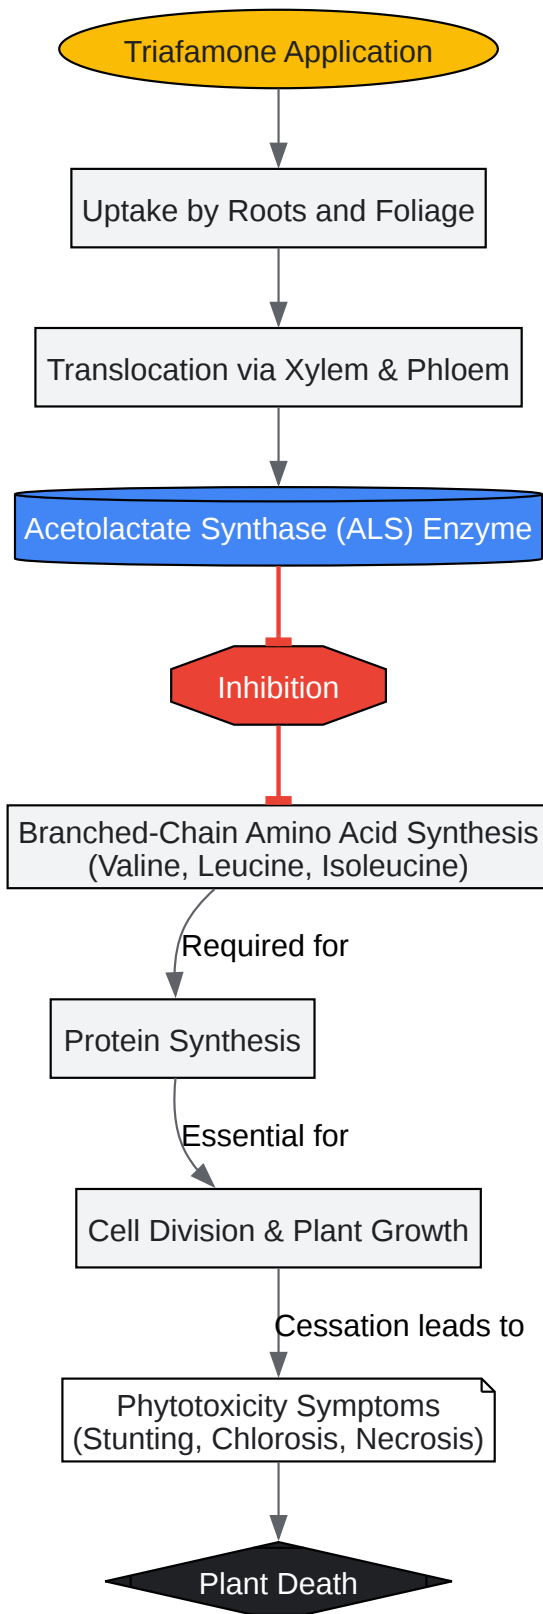 Triafamone Application
Uptake by Roots and Foliage
Translocation via Xylem & Phloem
Acetolactate Synthase (ALS) Enzyme
Inhibition
Branched-Chain Amino Acid Synthesis
(Valine, Leucine, Isoleucine)
Required for
Protein Synthesis
Essential for
Cell Division & Plant Growth
Cessation leads to
Phytotoxicity Symptoms
(Stunting, Chlorosis, Necrosis)
Plant Death